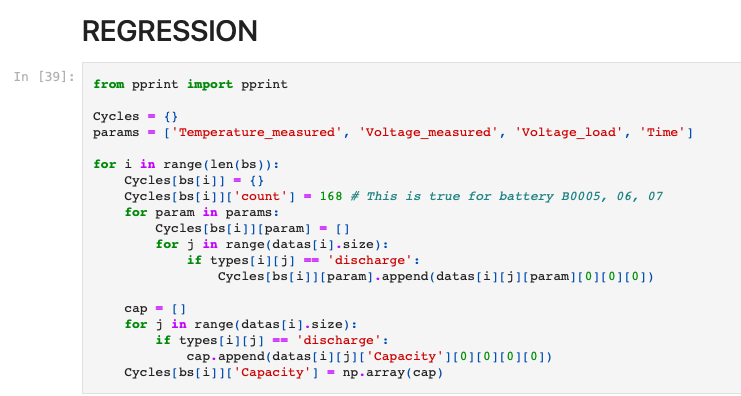 REGRESSION
In [39]:
from pprint import pprint
Cycles = {}
params = ['Temperature_measured', 'Voltage_measured', 'Voltage_load', 'Time']
for i in range(len(bs)):
    Cycles[bs[i]] = {}
    Cycles[bs[i]]['count'] = 168 # This is true for battery B0005, 06, 07
    for param in params:
        Cycles[bs[i]][param] = []
        for j in range(datas[i].size):
            if types[i][j] == 'discharge':
                Cycles[bs[i]][param].append(datas[i][j][param][0][0][0])
    cap = []
    for j in range(datas[i].size):
        if types[i][j] == 'discharge':
            cap.append(datas[i][j]['Capacity'][0][0][0][0])
    Cycles[bs[i]]['Capacity'] = np.array(cap)